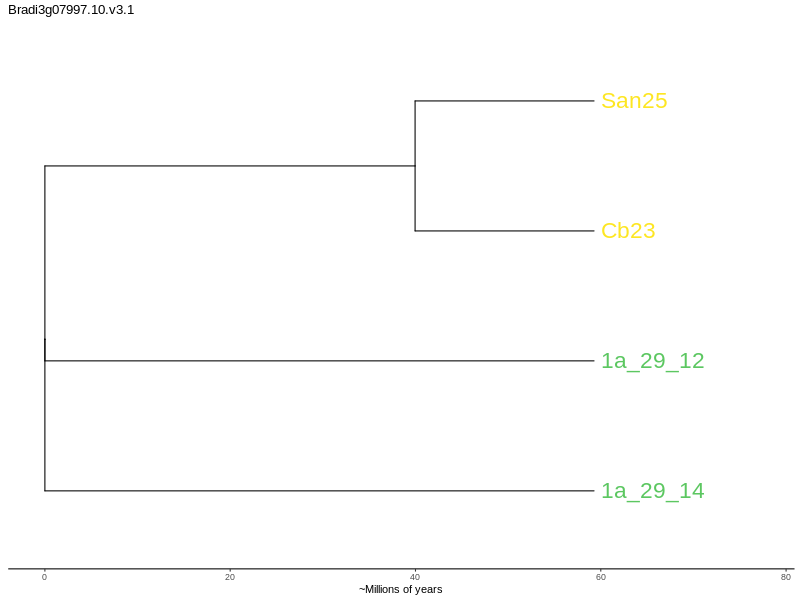 Bradi3g07997.10.v3.1
San25
Cb23
1a_29_12
1a_29_14
0 20 40 60 80
~Millions of years